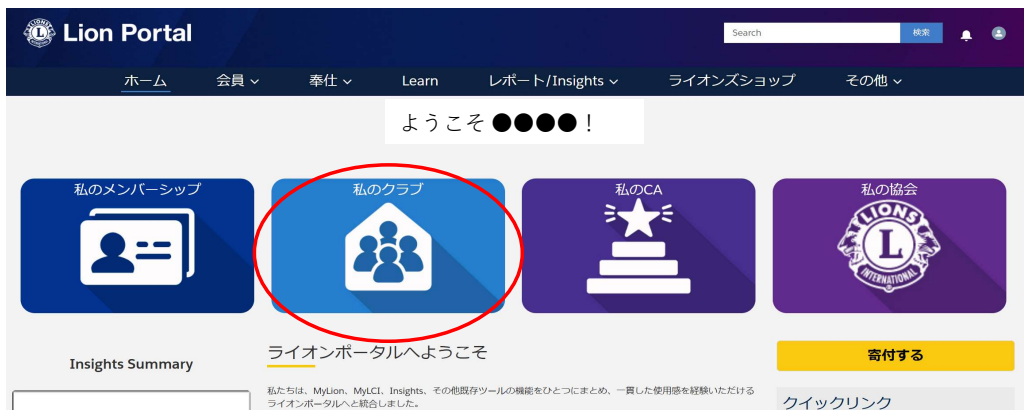 Lion Portal
Search
検索
ホーム 会員 奉仕 Learn レポート/Insights ライオンズショップ その他
ようこそ ●●●●！
私のメンバーシップ
私のクラブ
私のCA
私の協会
LIONS
L
INTERNATIONAL
Insights Summary
ライオンポータルへようこそ
私たちは、MyLion、MyLCI、Insights、その他既存ツールの機能をひとつにまとめ、一貫した使用感を経験いただける
ライオンポータルへと統合しました。
寄付する
クイックリンク